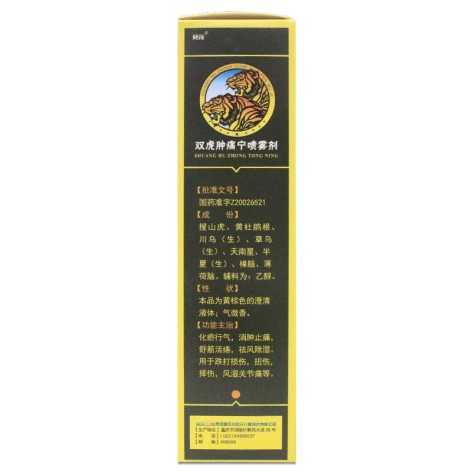 双虎肿痛宁喷雾剂
SHUANG HU ZHONG TONG NING
【批准文号】
国药准字Z20026521
【成 份】
搜山虎、黄杜鹃根、
川乌（生）、草乌
（生）、天南星、半
夏（生）、樟脑、薄
荷脑。辅料为：乙醇。
【性 状】
本品为黄棕色的澄清
液体；气微香。
【功能主治】
化瘀行气，消肿止痛，
舒筋活络，祛风除湿。
用于跌打损伤，扭伤，
摔伤，风湿关节痛等。